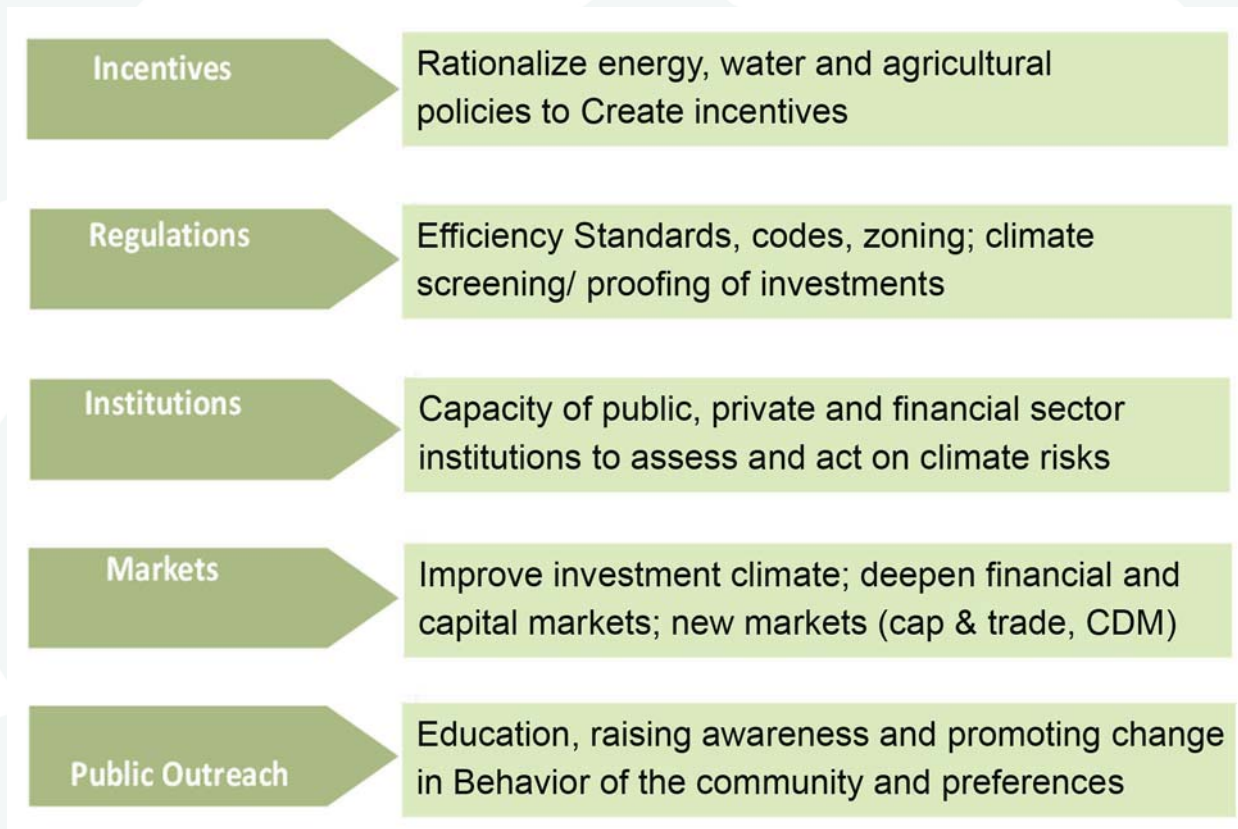 Incentives
Rationalize energy, water and agricultural
policies to Create incentives
Regulations
Efficiency Standards, codes, zoning; climate
screening/ proofing of investments
Institutions
Capacity of public, private and financial sector
institutions to assess and act on climate risks
Markets
Improve investment climate; deepen financial and
capital markets; new markets (cap & trade, CDM)
Public Outreach
Education, raising awareness and promoting change
in Behavior of the community and preferences